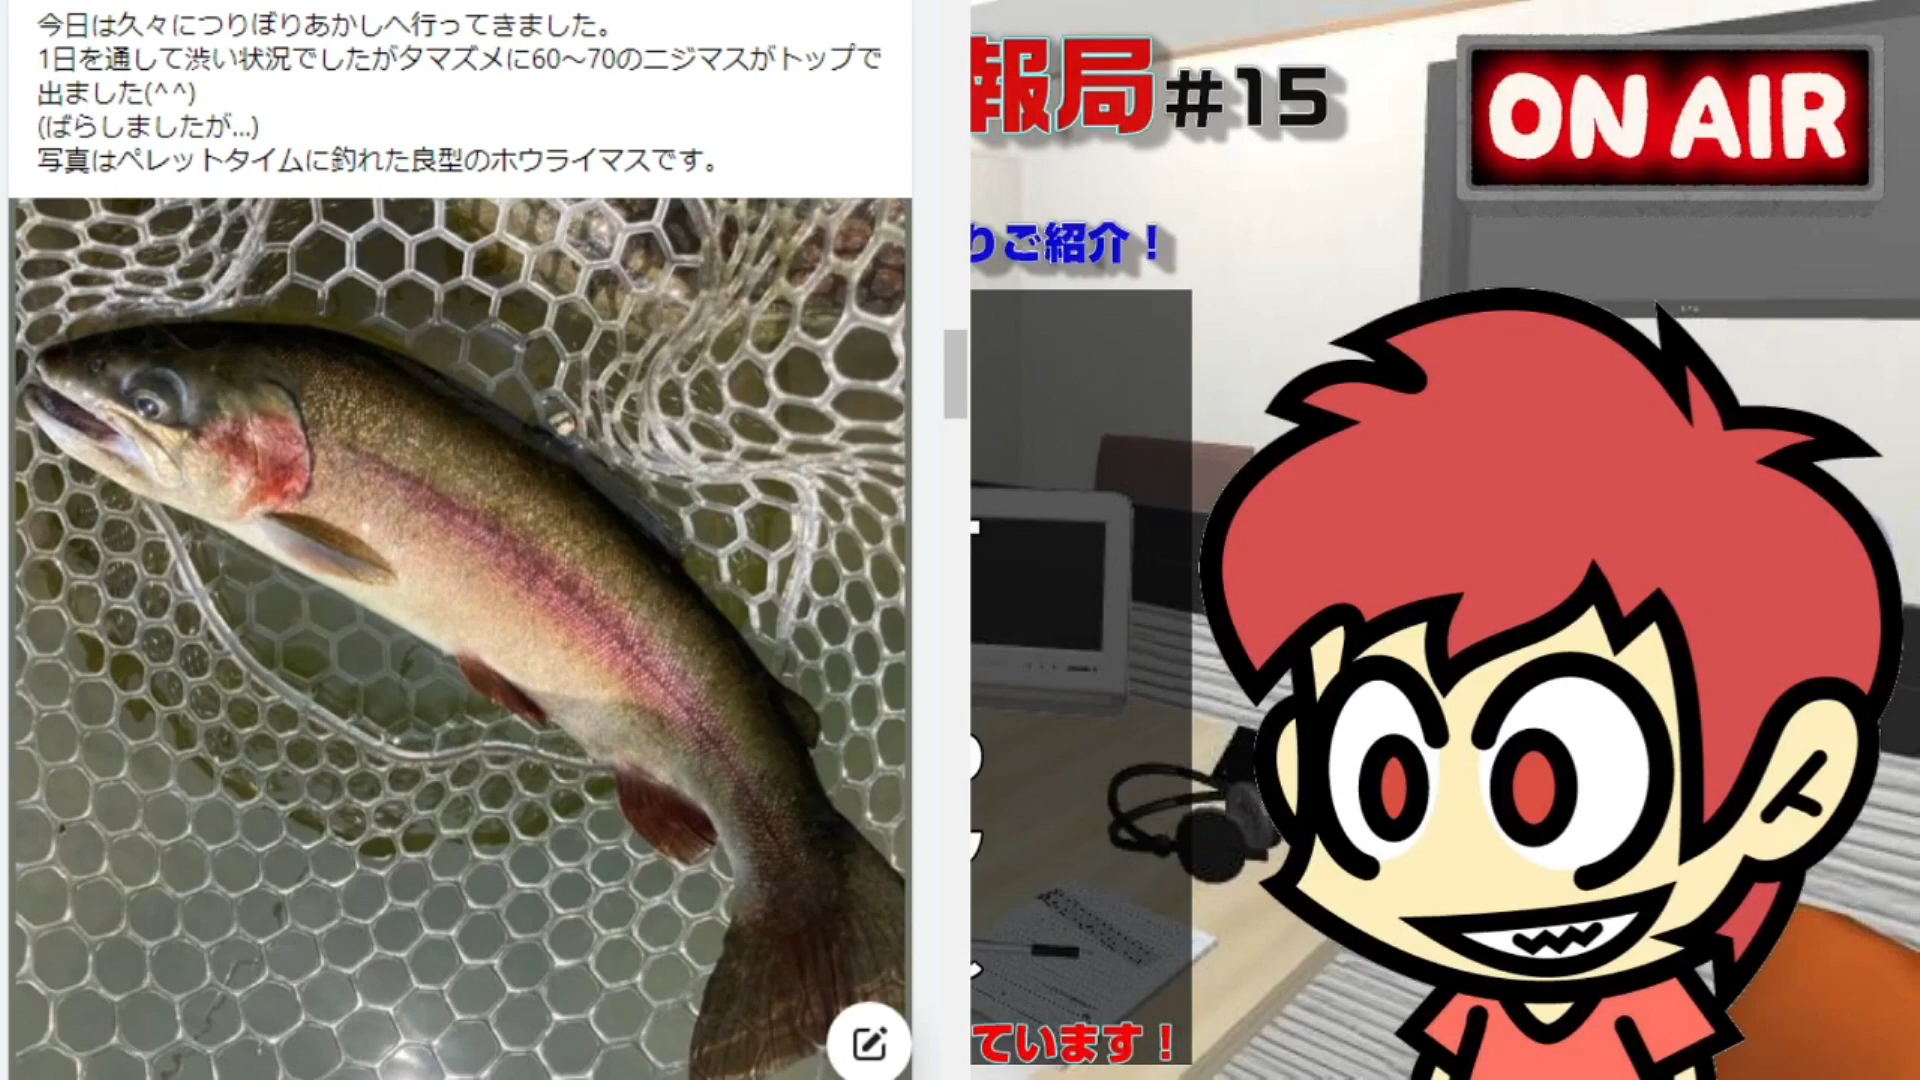 今日は久々につりぼりあかしへ行ってきました。
1日を通して渋い状況でしたがタマズメに60～70のニジマスがトップで
出ました(^^)
(ばらしましたが...)
写真はペレットタイムに釣れた良型のホウライマスです。
報局#15
ON AIR
りご紹介！
ています！